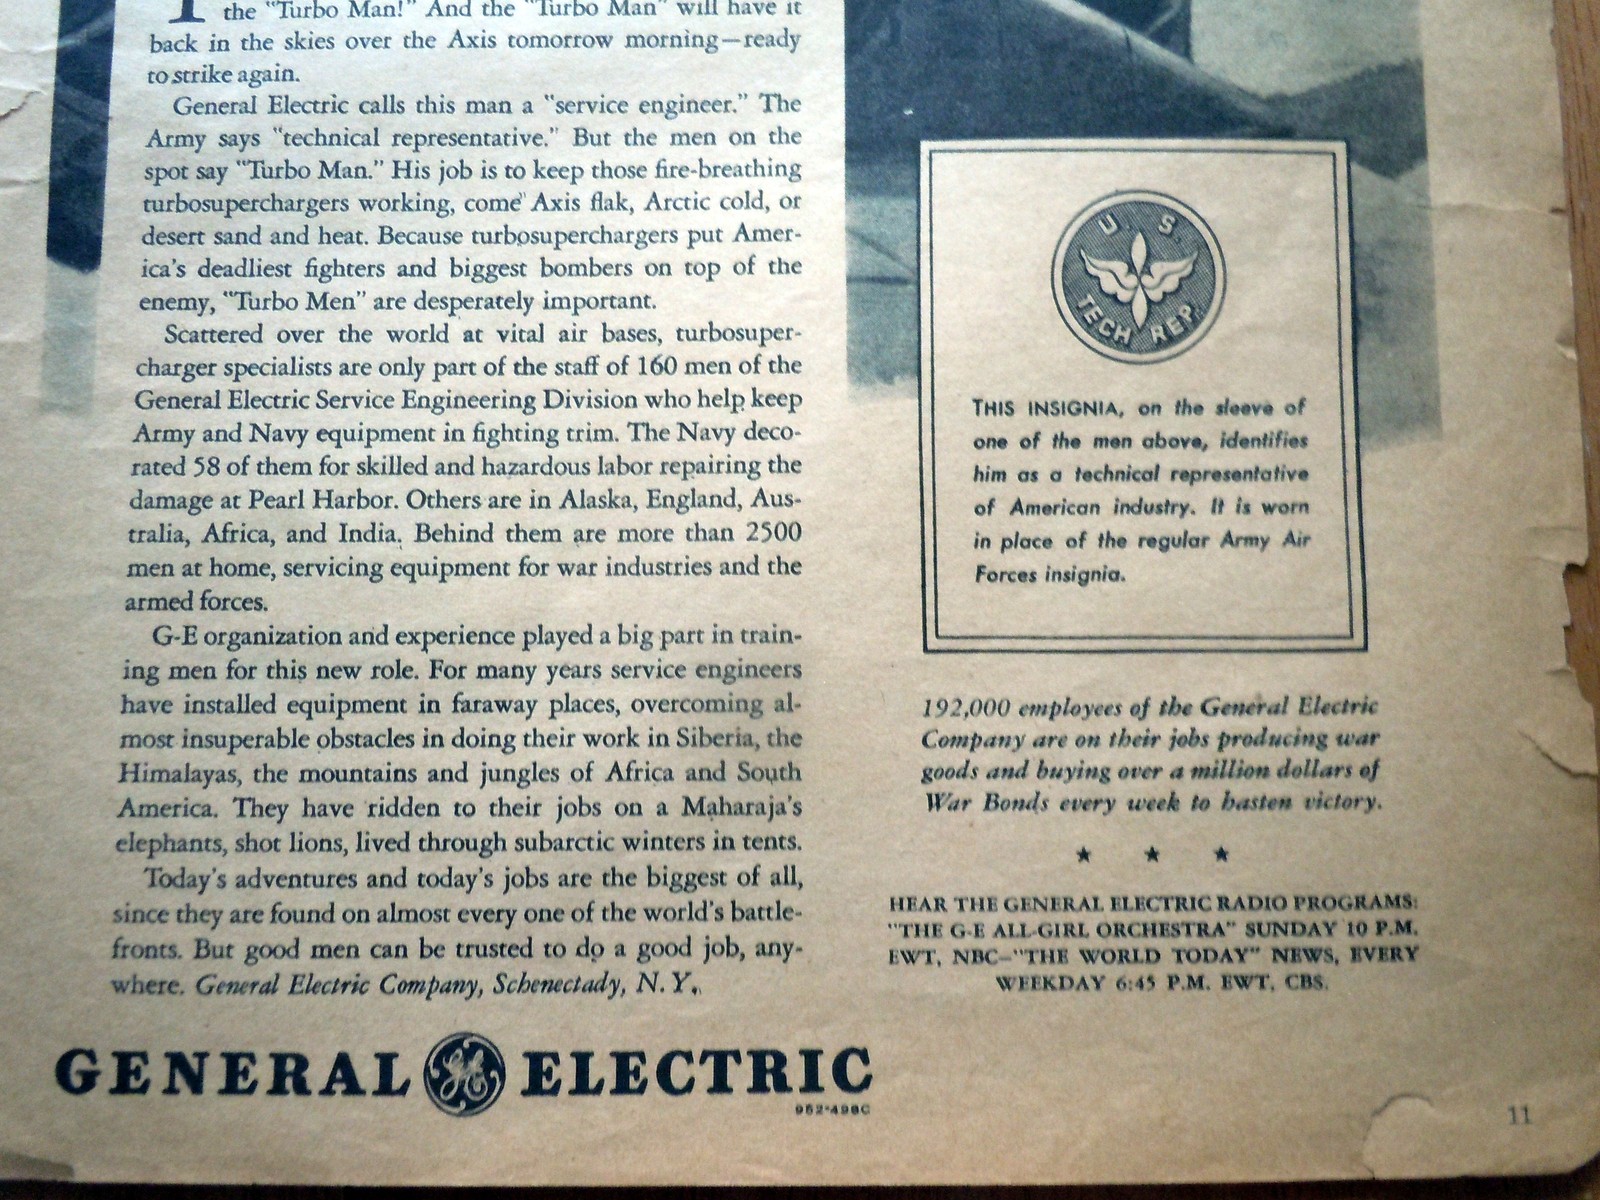 the "Turbo Man!" And the "Turbo Man" will have it
back in the skies over the Axis tomorrow morning—ready
to strike again.
General Electric calls this man a "service engineer." The
Army says "technical representative." But the men on the
spot say "Turbo Man." His job is to keep those fire-breathing
turbosuperchargers working, come Axis flak, Arctic cold, or
desert sand and heat. Because turbosuperchargers put Amer-
ica's deadliest fighters and biggest bombers on top of the
enemy, "Turbo Men" are desperately important.
Scattered over the world at vital air bases, turbosuper-
charger specialists are only part of the staff of 160 men of the
General Electric Service Engineering Division who help keep
Army and Navy equipment in fighting trim. The Navy deco-
rated 58 of them for skilled and hazardous labor repairing the
damage at Pearl Harbor. Others are in Alaska, England, Aus-
tralia, Africa, and India. Behind them are more than 2500
men at home, servicing equipment for war industries and the
armed forces.
G-E organization and experience played a big part in train-
ing men for this new role. For many years service engineers
have installed equipment in faraway places, overcoming al-
most insuperable obstacles in doing their work in Siberia, the
Himalayas, the mountains and jungles of Africa and South
America. They have ridden to their jobs on a Maharaja's
elephants, shot lions, lived through subarctic winters in tents.
Today's adventures and today's jobs are the biggest of all,
since they are found on almost every one of the world's battle-
fronts. But good men can be trusted to do a good job, any-
where. General Electric Company, Schenectady, N.Y.
U. S.
TECH REP.
THIS INSIGNIA, on the sleeve of
one of the men above, identifies
him as a technical representative
of American industry. It is worn
in place of the regular Army Air
Forces insignia.
192,000 employees of the General Electric
Company are on their jobs producing war
goods and buying over a million dollars of
War Bonds every week to hasten victory.
HEAR THE GENERAL ELECTRIC RADIO PROGRAMS:
"THE G-E ALL-GIRL ORCHESTRA" SUNDAY 10 P.M.
EWT, NBC—"THE WORLD TODAY" NEWS, EVERY
WEEKDAY 6:45 P.M. EWT, CBS.
GENERAL GE ELECTRIC
952-498C
11